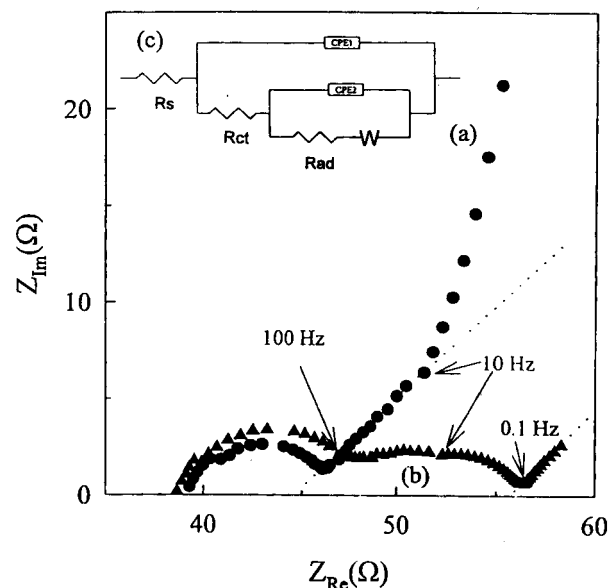 (c)
CPE1
Rs
CPE2
Rct
W
Rad
(a)
20
10
0
Z_Im(Ω)
100 Hz
10 Hz
0.1 Hz
(b)
40
50
60
Z_Re(Ω)